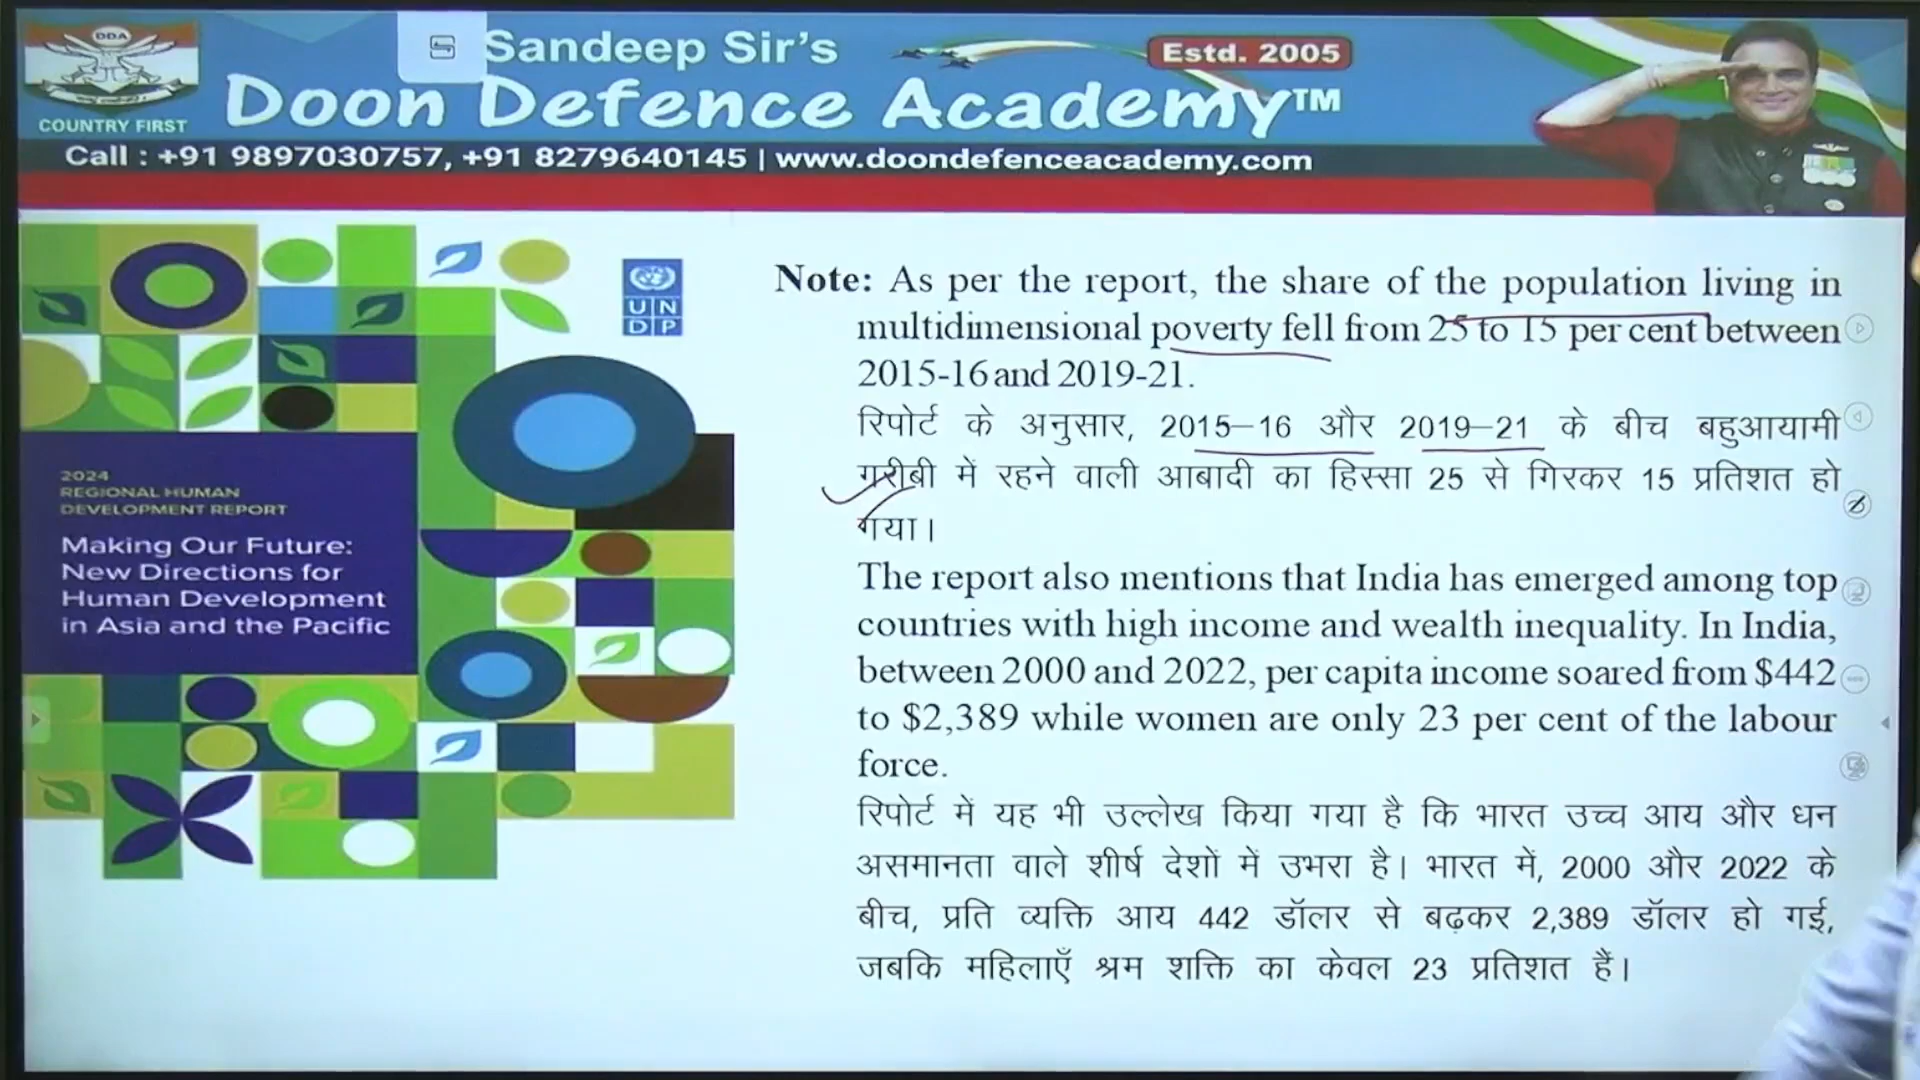 DDA
COUNTRY FIRST
Sandeep Sir's
Estd. 2005
Doon Defence Academy™
Call : +91 9897030757, +91 8279640145 | www.doondefenceacademy.com
UN
DP
2024
REGIONAL HUMAN
DEVELOPMENT REPORT
Making Our Future:
New Directions for
Human Development
in Asia and the Pacific
Note: As per the report, the share of the population living in
multidimensional poverty fell from 25 to 15 per cent between
2015-16 and 2019-21.
रिपोर्ट के अनुसार, 2015–16 और 2019–21 के बीच बहुआयामी
गरीबी में रहने वाली आबादी का हिस्सा 25 से गिरकर 15 प्रतिशत हो
गया।
The report also mentions that India has emerged among top
countries with high income and wealth inequality. In India,
between 2000 and 2022, per capita income soared from $442
to $2,389 while women are only 23 per cent of the labour
force.
रिपोर्ट में यह भी उल्लेख किया गया है कि भारत उच्च आय और धन
असमानता वाले शीर्ष देशों में उभरा है। भारत में, 2000 और 2022 के
बीच, प्रति व्यक्ति आय 442 डॉलर से बढ़कर 2,389 डॉलर हो गई,
जबकि महिलाएँ श्रम शक्ति का केवल 23 प्रतिशत हैं।